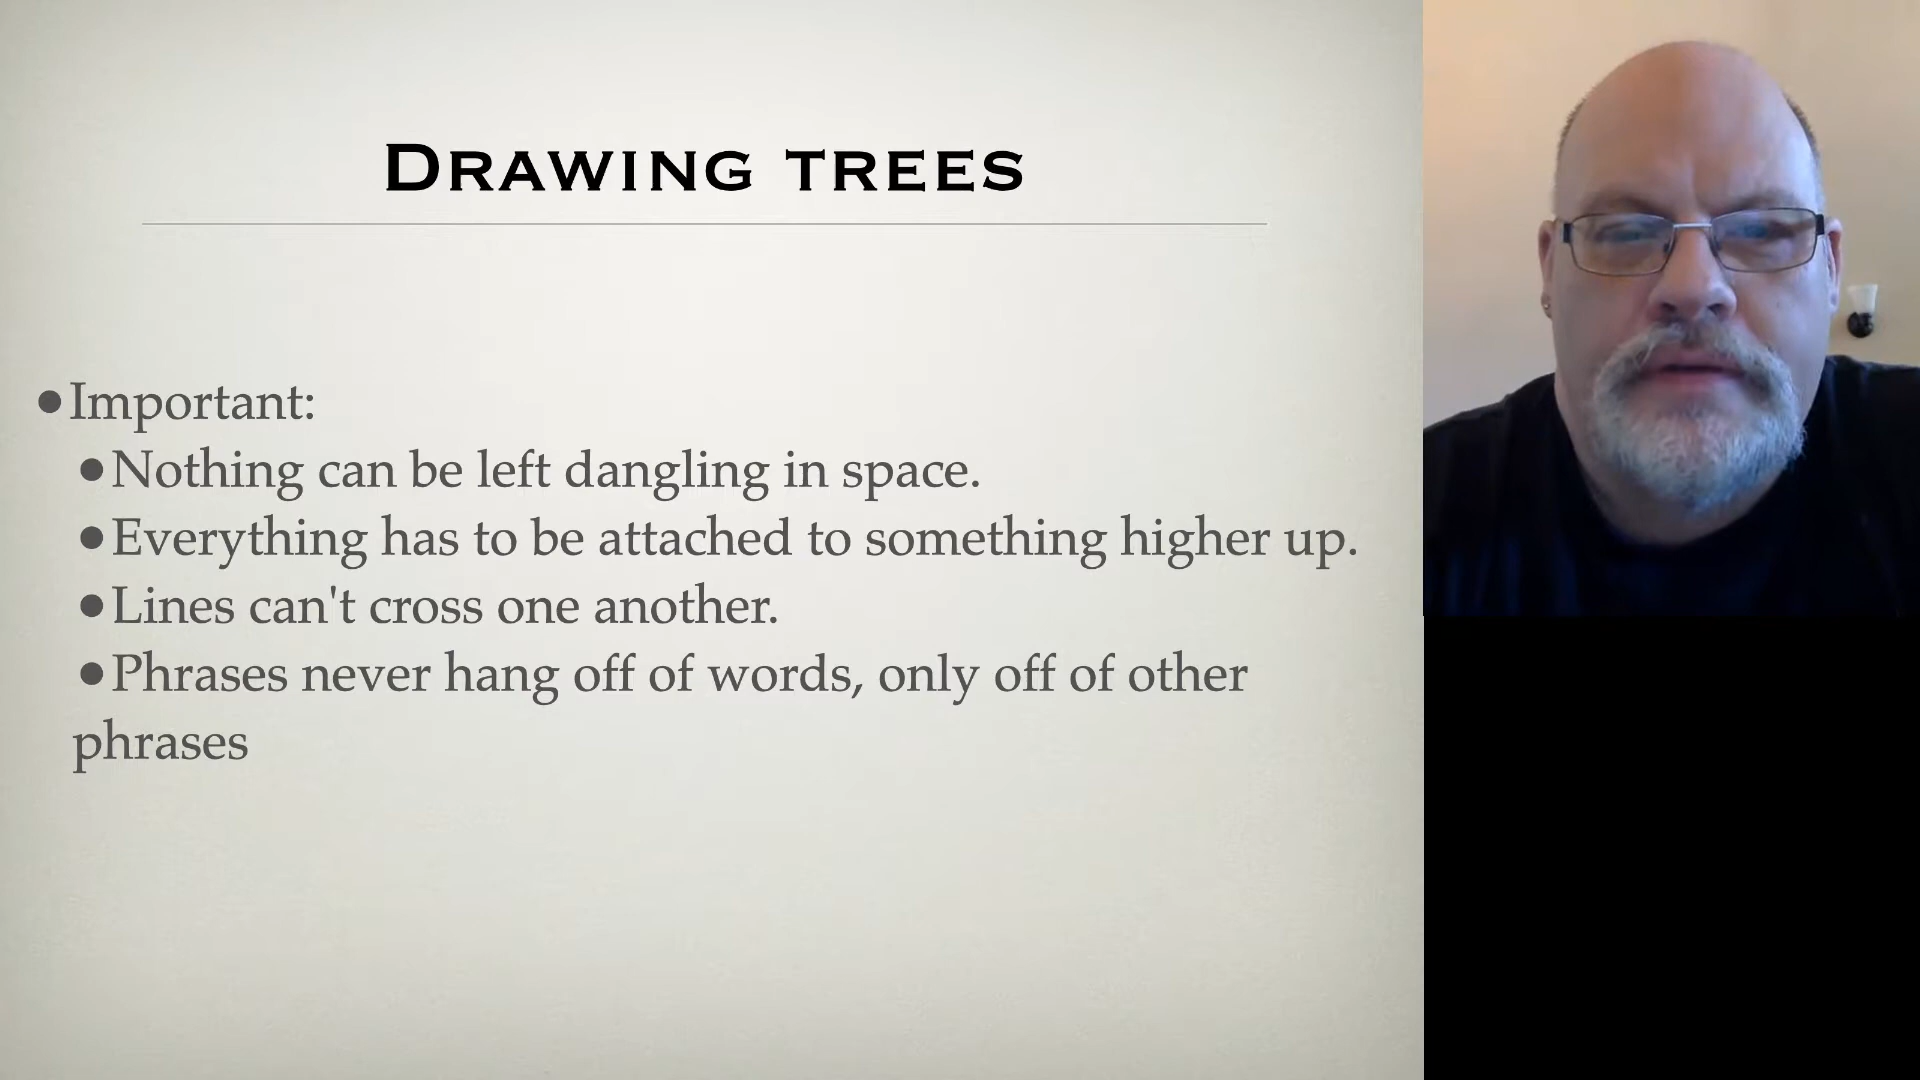 Drawing trees
•Important:
•Nothing can be left dangling in space.
•Everything has to be attached to something higher up.
•Lines can't cross one another.
•Phrases never hang off of words, only off of other
phrases